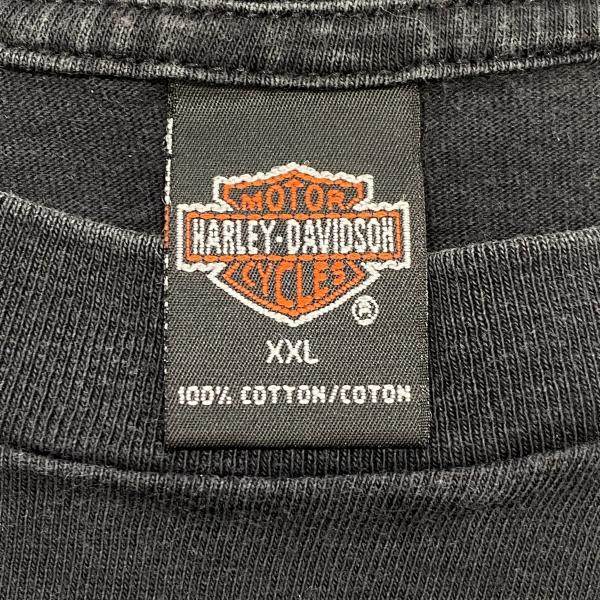 MOTOR
HARLEY-DAVIDSON
CYCLES
®
XXL
100% COTTON/COTON